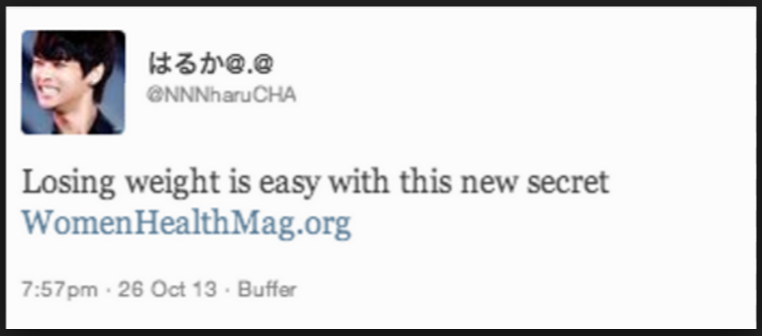 はるか@.@
@NNNharuCHA
Losing weight is easy with this new secret
WomenHealthMag.org
7:57pm · 26 Oct 13 · Buffer